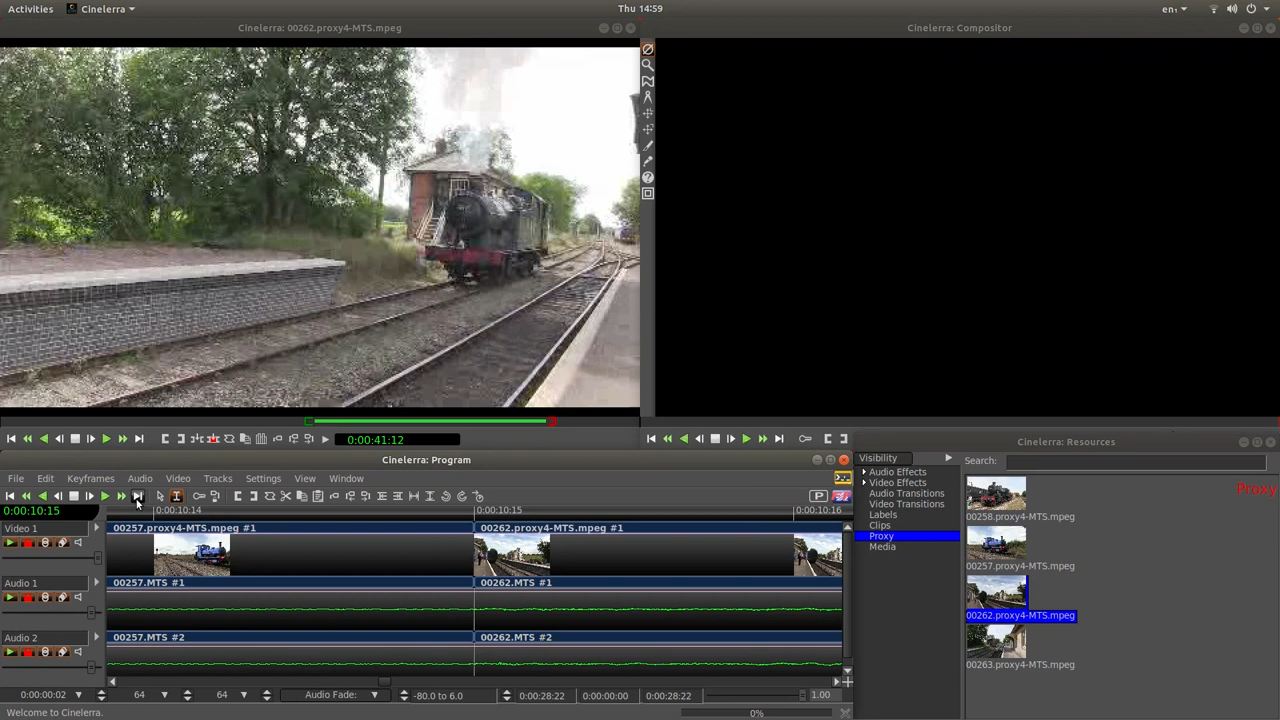 Activities Cinelerra Thu 14:59 en₁
Cinelerra: 00262.proxy4-MTS.mpeg Cinelerra: Compositor
0:00:41:12
Cinelerra: Program
File Edit Keyframes Audio Video Tracks Settings View Window
P
0:00:10:15 0:00:10:14 0:00:10:15 0:00:10:16
Video 1 00257.proxy4-MTS.mpeg #1 00262.proxy4-MTS.mpeg #1
Audio 1 00257.MTS #1 00262.MTS #1
Audio 2 00257.MTS #2 00262.MTS #2
0:00:00:02 64 64 Audio Fade: -80.0 to 6.0 0:00:28:22 0:00:00:00 0:00:28:22 1.00
Welcome to Cinelerra. 0%
Cinelerra: Resources
Visibility Search:
Audio Effects
Video Effects
Audio Transitions
Video Transitions
Labels
Clips
Proxy
Media
Proxy
00258.proxy4-MTS.mpeg
00257.proxy4-MTS.mpeg
00262.proxy4-MTS.mpeg
00263.proxy4-MTS.mpeg